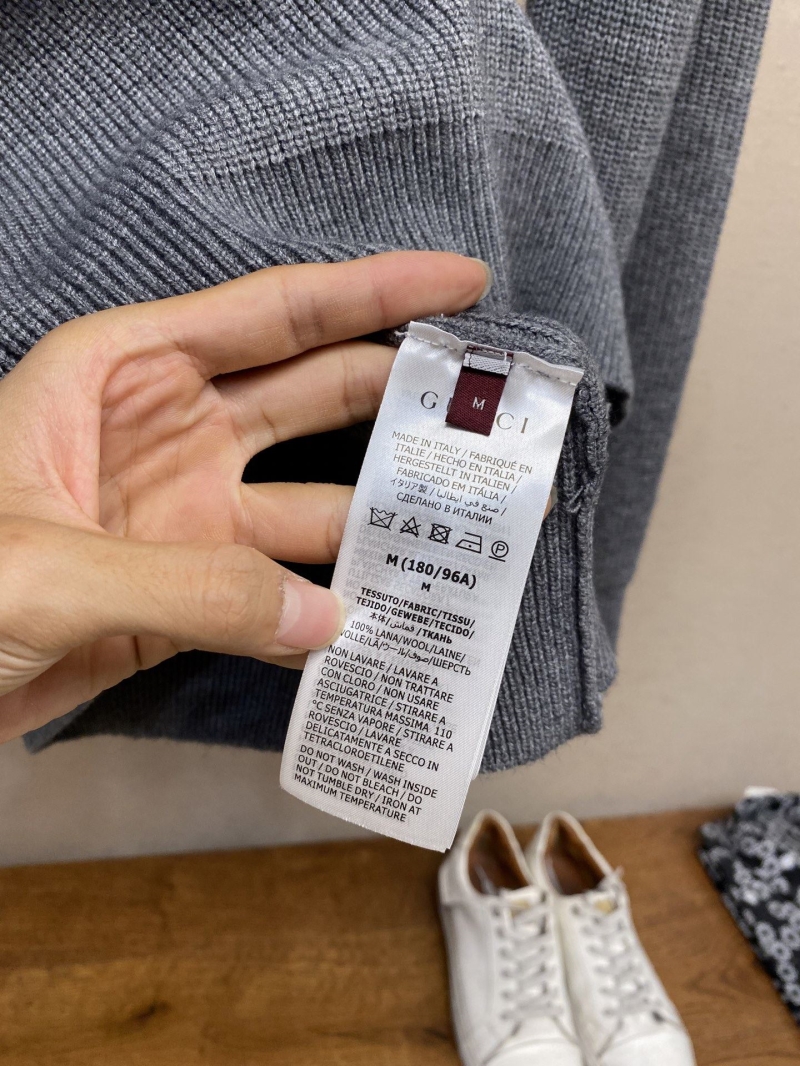 GUCCI
M
MADE IN ITALY / FABRIQUÉ EN
ITALIE / HECHO EN ITALIA /
HERGESTELLT IN ITALIEN /
FABRICADO EM ITÁLIA /
イタリア製 / صنع في ايطاليا /
СДЕЛАНО В ИТАЛИИ
P
M (180/96A)
M
TESSUTO/FABRIC/TISSU/
TEJIDO/GEWEBE/TECIDO/
本体/قماش/ТКАНЬ
100% LANA/WOOL/LAINE/
WOLLE/LÃ/ウール/صوف/ШЕРСТЬ
NON LAVARE / LAVARE A
ROVESCIO / NON TRATTARE
CON CLORO / NON USARE
ASCIUGATRICE / STIRARE A
TEMPERATURA MASSIMA 110
°C SENZA VAPORE / STIRARE A
ROVESCIO / LAVARE
DELICATAMENTE A SECCO IN
TETRACLOROETILENE
DO NOT WASH / WASH INSIDE
OUT / DO NOT BLEACH / DO
NOT TUMBLE DRY / IRON AT
MAXIMUM TEMPERATURE